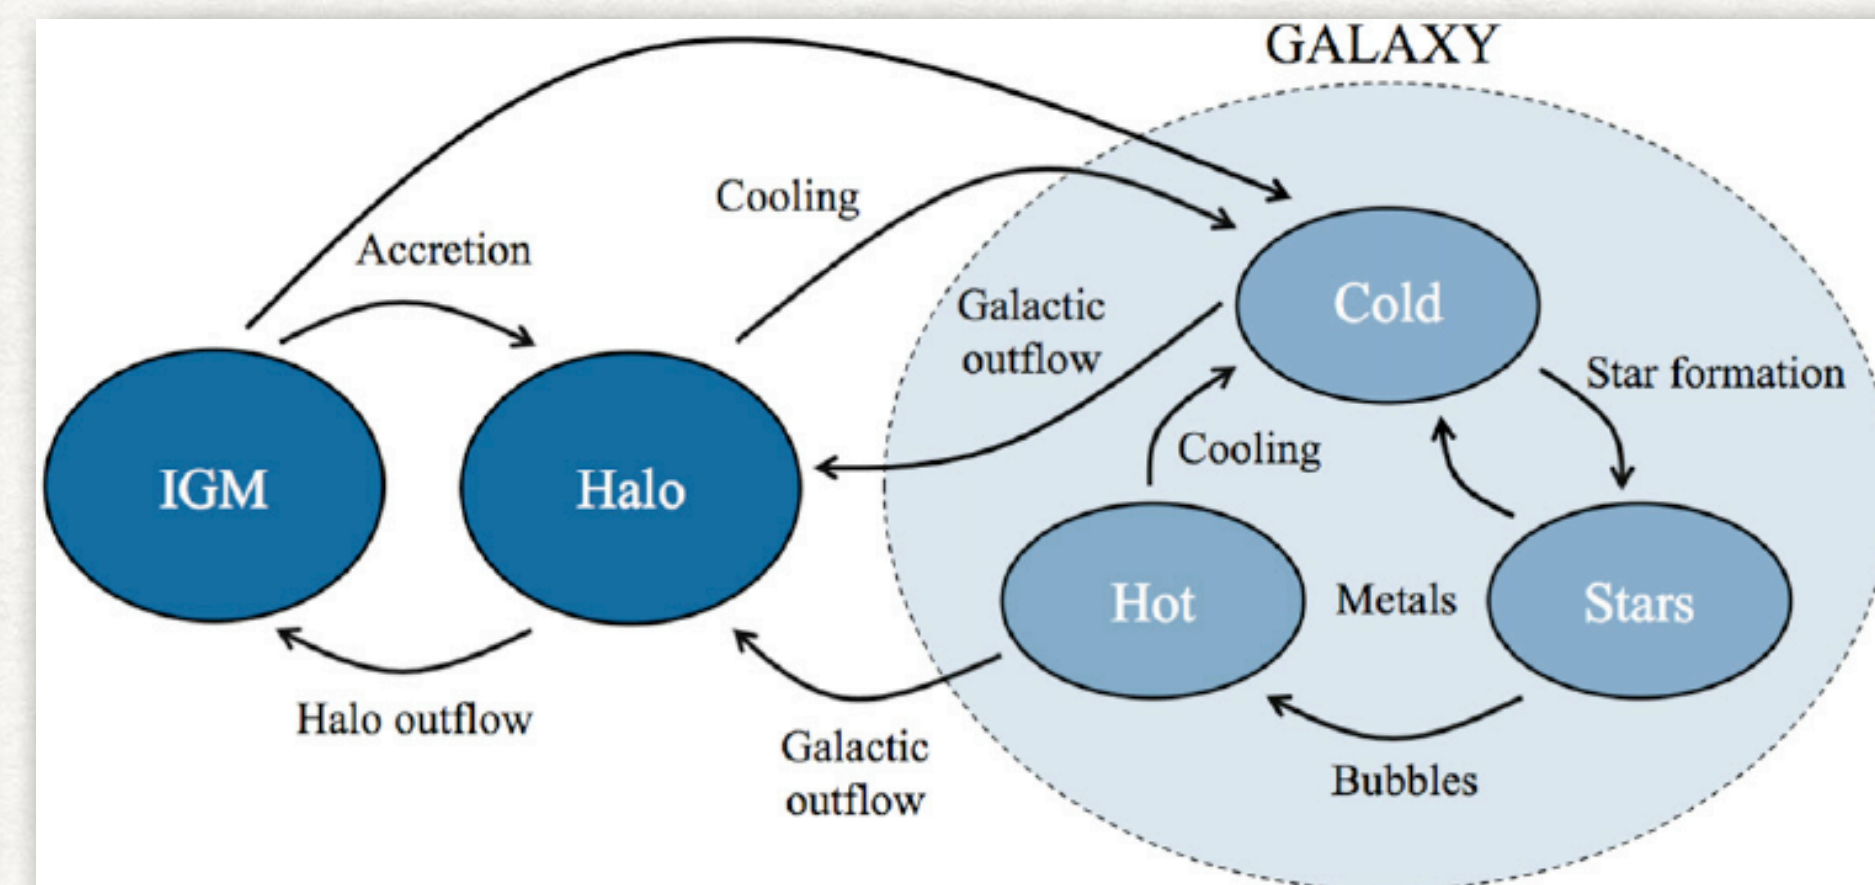 GALAXY
Cooling
Accretion
Galactic
outflow
Cold
Star formation
Cooling
IGM
Halo
Hot
Metals
Stars
Halo outflow
Galactic
outflow
Bubbles